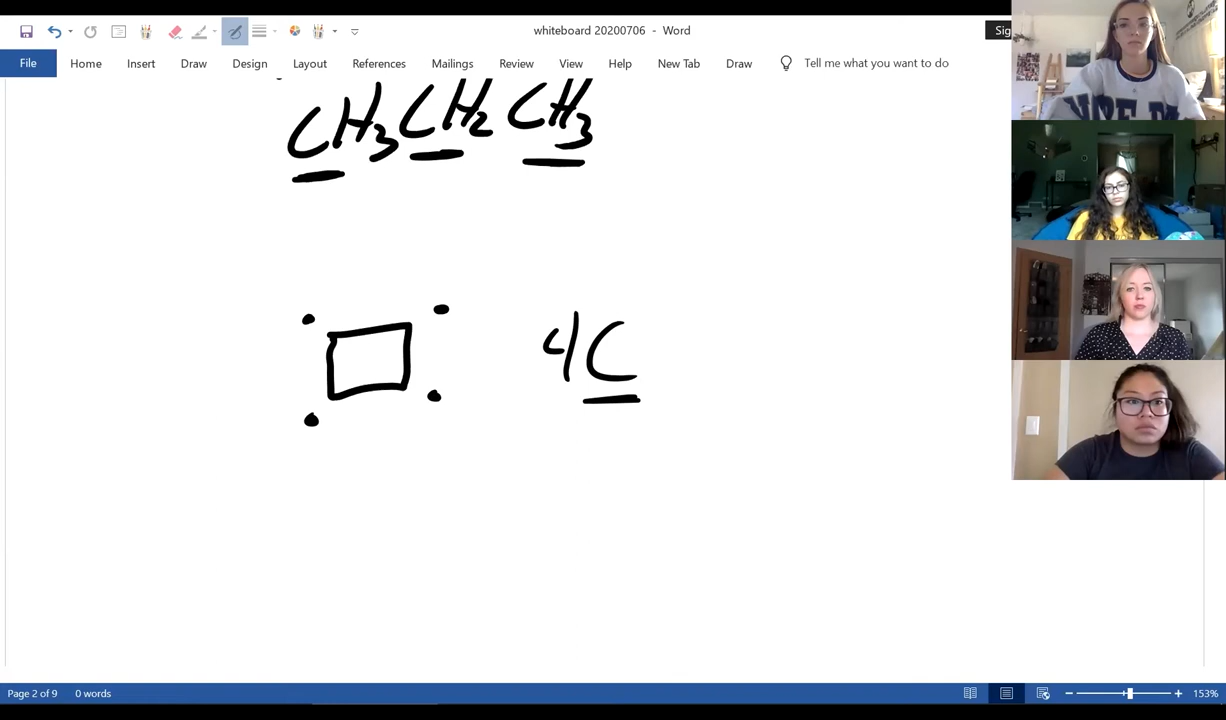 whiteboard 20200706 - Word
File Home Insert Draw Design Layout References Mailings Review View Help New Tab Draw Tell me what you want to do
CH₃CH₂CH₃
4C
Page 2 of 9 0 words
153%